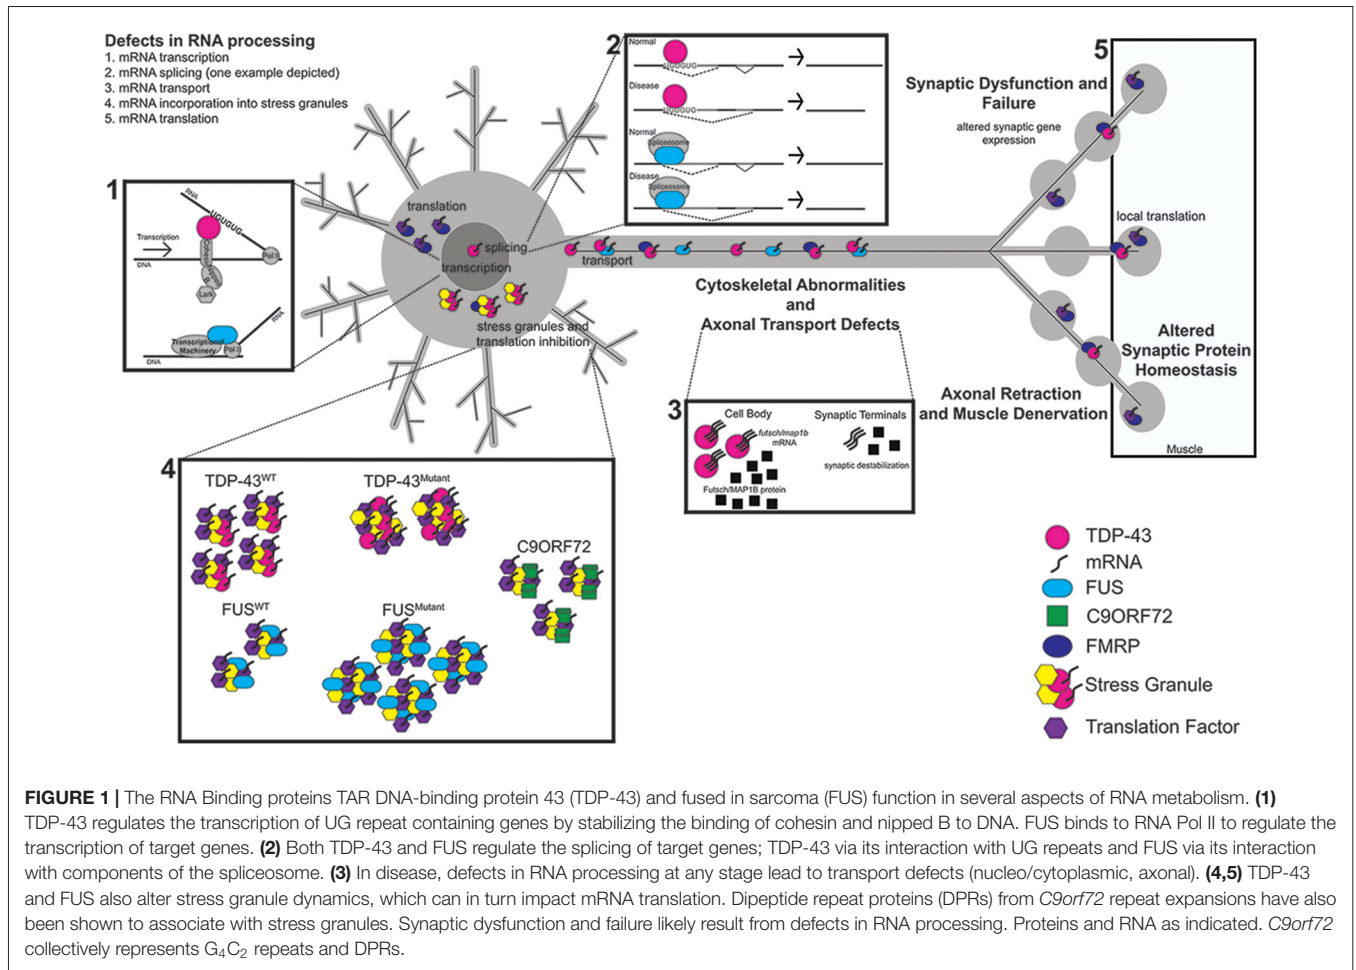 Defects in RNA processing
1. mRNA transcription
2. mRNA splicing (one example depicted)
3. mRNA transport
4. mRNA incorporation into stress granules
5. mRNA translation
1
RNA
UGUGUG
Transcription
Pol II
DNA
Cohesin
Nipped B
Lark
RNA
Transcriptional
Machinery
Pol II
DNA
translation
splicing
transcription
stress granules and
translation inhibition
2
Normal
UGUGUG
Disease
UGUGUG
Normal
Spliceosome
Disease
Spliceosome
transport
Cytoskeletal Abnormalities
and
Axonal Transport Defects
Synaptic Dysfunction and
Failure
altered synaptic gene
expression
5
local translation
Altered
Synaptic Protein
Homeostasis
Axonal Retraction
and Muscle Denervation
Muscle
3
Cell Body
futsch/map1b
mRNA
Futsch/MAP1B protein
Synaptic Terminals
synaptic destabilization
4
TDP-43WT
TDP-43Mutant
C9ORF72
FUSWT
FUSMutant
TDP-43
mRNA
FUS
C9ORF72
FMRP
Stress Granule
Translation Factor
FIGURE 1 | The RNA Binding proteins TAR DNA-binding protein 43 (TDP-43) and fused in sarcoma (FUS) function in several aspects of RNA metabolism. (1)
TDP-43 regulates the transcription of UG repeat containing genes by stabilizing the binding of cohesin and nipped B to DNA. FUS binds to RNA Pol II to regulate the
transcription of target genes. (2) Both TDP-43 and FUS regulate the splicing of target genes; TDP-43 via its interaction with UG repeats and FUS via its interaction
with components of the spliceosome. (3) In disease, defects in RNA processing at any stage lead to transport defects (nucleo/cytoplasmic, axonal). (4,5) TDP-43
and FUS also alter stress granule dynamics, which can in turn impact mRNA translation. Dipeptide repeat proteins (DPRs) from C9orf72 repeat expansions have also
been shown to associate with stress granules. Synaptic dysfunction and failure likely result from defects in RNA processing. Proteins and RNA as indicated. C9orf72
collectively represents G₄C₂ repeats and DPRs.